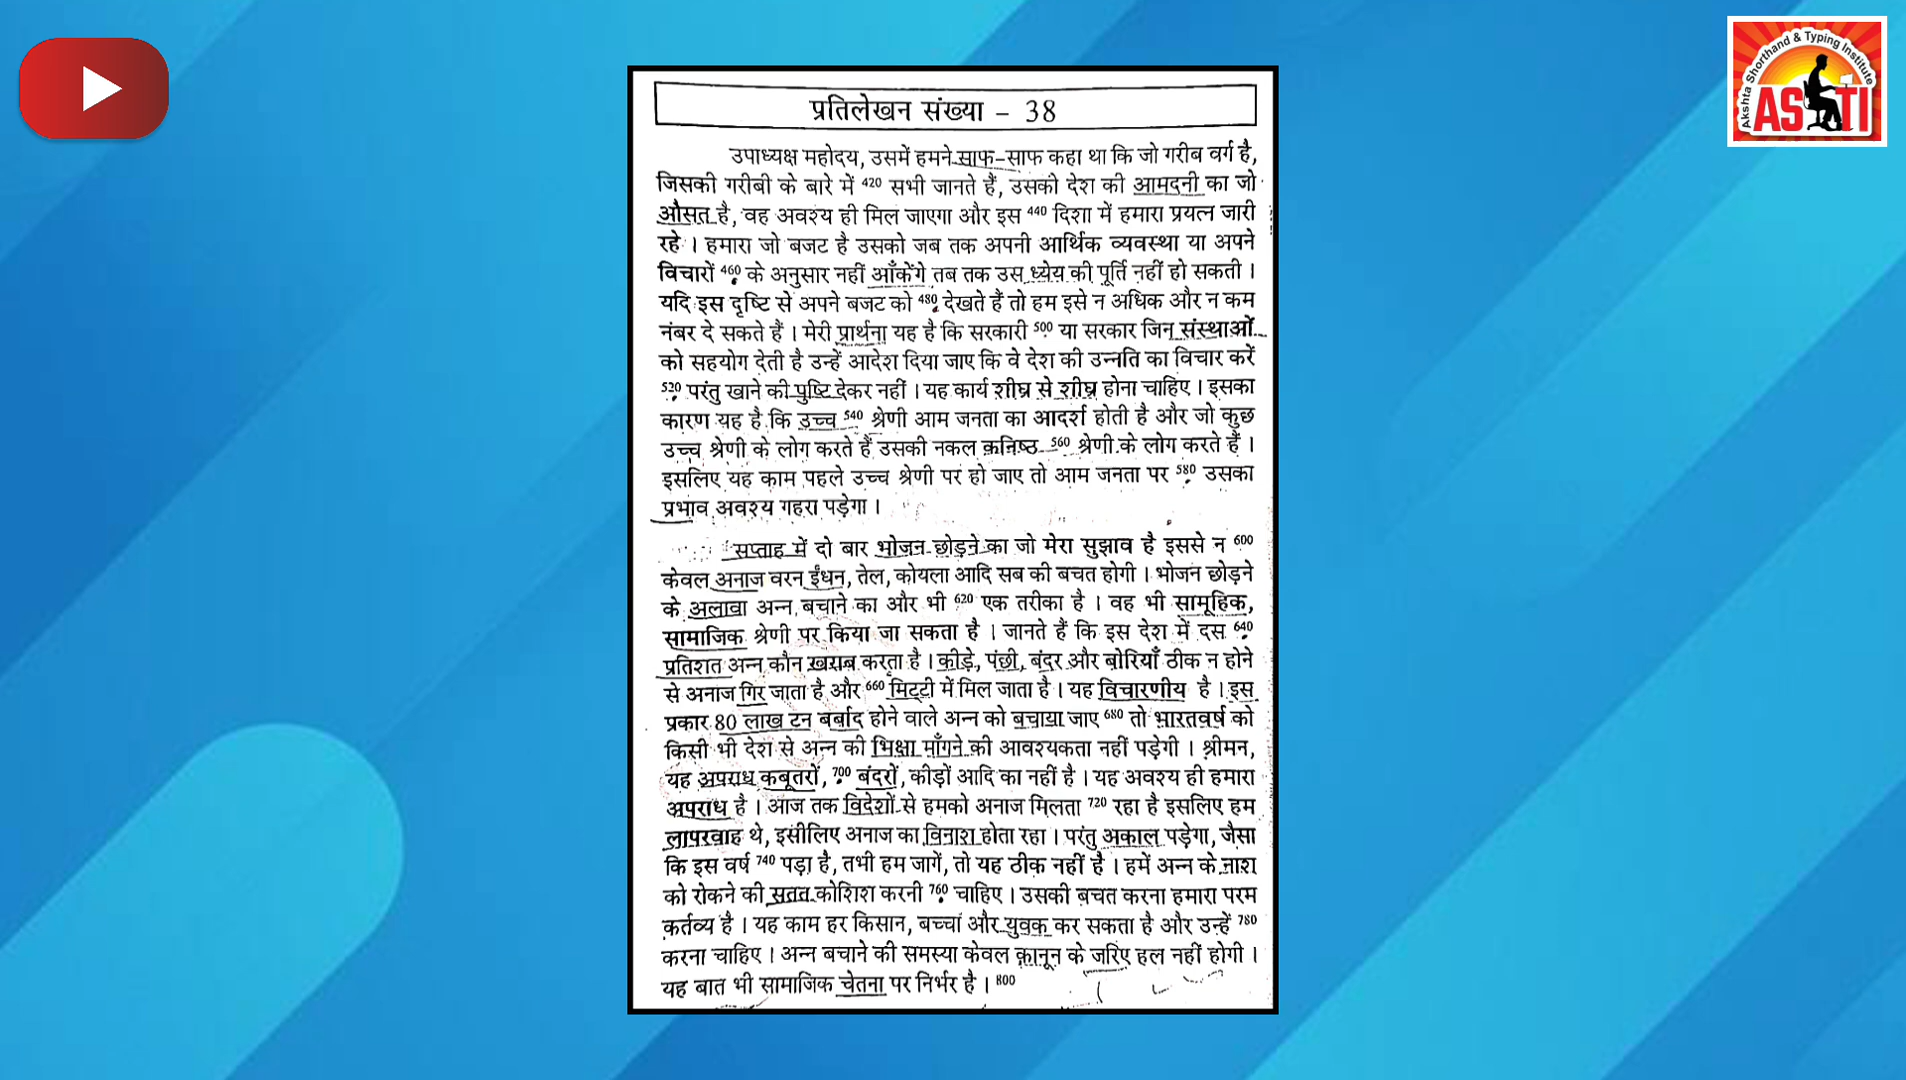 Akshta Shorthand & Typing Institute
ASTI
प्रतिलेखन संख्या – 38
उपाध्यक्ष महोदय, उसमें हमने साफ-साफ कहा था कि जो गरीब वर्ग है,
जिसकी गरीबी के बारे में 420 सभी जानते हैं, उसको देश की आमदनी का जो
औसत है, वह अवश्य ही मिल जाएगा और इस 440 दिशा में हमारा प्रयत्न जारी
रहे । हमारा जो बजट है उसको जब तक अपनी आर्थिक व्यवस्था या अपने
विचारों 460 के अनुसार नहीं आँकेंगे तब तक उस ध्येय की पूर्ति नहीं हो सकती ।
यदि इस दृष्टि से अपने बजट को 480 देखते हैं तो हम इसे न अधिक और न कम
नंबर दे सकते हैं । मेरी प्रार्थना यह है कि सरकारी 500 या सरकार जिन संस्थाओं
को सहयोग देती है उन्हें आदेश दिया जाए कि वे देश की उन्नति का विचार करें
520 परंतु खाने की पुष्टि देकर नहीं । यह कार्य शीघ्र से शीघ्र होना चाहिए । इसका
कारण यह है कि उच्च 540 श्रेणी आम जनता का आदर्श होती है और जो कुछ
उच्च श्रेणी के लोग करते हैं उसकी नकल कनिष्ठ 560 श्रेणी के लोग करते हैं ।
इसलिए यह काम पहले उच्च श्रेणी पर हो जाए तो आम जनता पर 580 उसका
प्रभाव अवश्य गहरा पड़ेगा ।
सप्ताह में दो बार भोजन छोड़ने का जो मेरा सुझाव है इससे न 600
केवल अनाज वरन ईंधन, तेल, कोयला आदि सब की बचत होगी । भोजन छोड़ने
के अलावा अन्न बचाने का और भी 620 एक तरीका है । वह भी सामूहिक,
सामाजिक श्रेणी पर किया जा सकता है । जानते हैं कि इस देश में दस 640
प्रतिशत अन्न कौन खराब करता है । कीड़े, पंछी, बंदर और बोरियाँ ठीक न होने
से अनाज गिर जाता है और 660 मिट्टी में मिल जाता है । यह विचारणीय है । इस
प्रकार 80 लाख टन बर्बाद होने वाले अन्न को बचाया जाए 680 तो भारतवर्ष को
किसी भी देश से अन्न की भिक्षा माँगने की आवश्यकता नहीं पड़ेगी । श्रीमन,
यह अपराध कबूतरों, 700 बंदरों, कीड़ों आदि का नहीं है । यह अवश्य ही हमारा
अपराध है । आज तक विदेशों से हमको अनाज मिलता 720 रहा है इसलिए हम
लापरवाह थे, इसीलिए अनाज का विनाश होता रहा । परंतु अकाल पड़ेगा, जैसा
कि इस वर्ष 740 पड़ा है, तभी हम जागें, तो यह ठीक नहीं है । हमें अन्न के नाश
को रोकने की सतत कोशिश करनी 760 चाहिए । उसकी बचत करना हमारा परम
कर्तव्य है । यह काम हर किसान, बच्चा और युवक कर सकता है और उन्हें 780
करना चाहिए । अन्न बचाने की समस्या केवल क़ानून के जरिए हल नहीं होगी ।
यह बात भी सामाजिक चेतना पर निर्भर है । 800